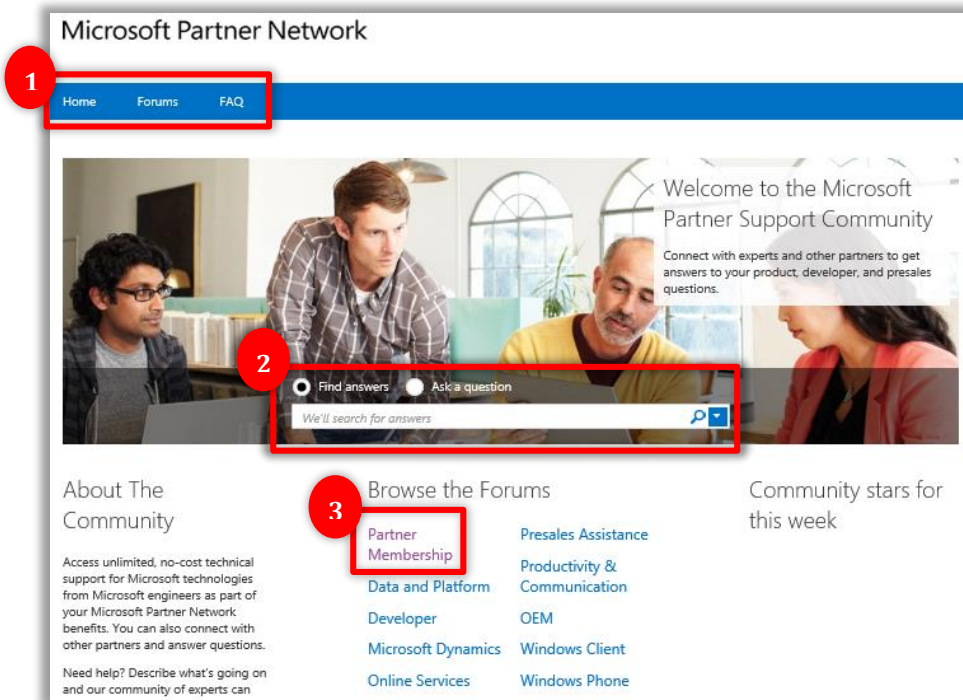 Microsoft Partner Network
1
Home Forums FAQ
Welcome to the Microsoft
Partner Support Community
Connect with experts and other partners to get
answers to your product, developer, and presales
questions.
2
Find answers Ask a question
We'll search for answers
About The
Community
Access unlimited, no-cost technical
support for Microsoft technologies
from Microsoft engineers as part of
your Microsoft Partner Network
benefits. You can also connect with
other partners and answer questions.
Need help? Describe what's going on
and our community of experts can
Browse the Forums
3
Partner
Membership
Data and Platform
Developer
Microsoft Dynamics
Online Services
Presales Assistance
Productivity &
Communication
OEM
Windows Client
Windows Phone
Community stars for
this week